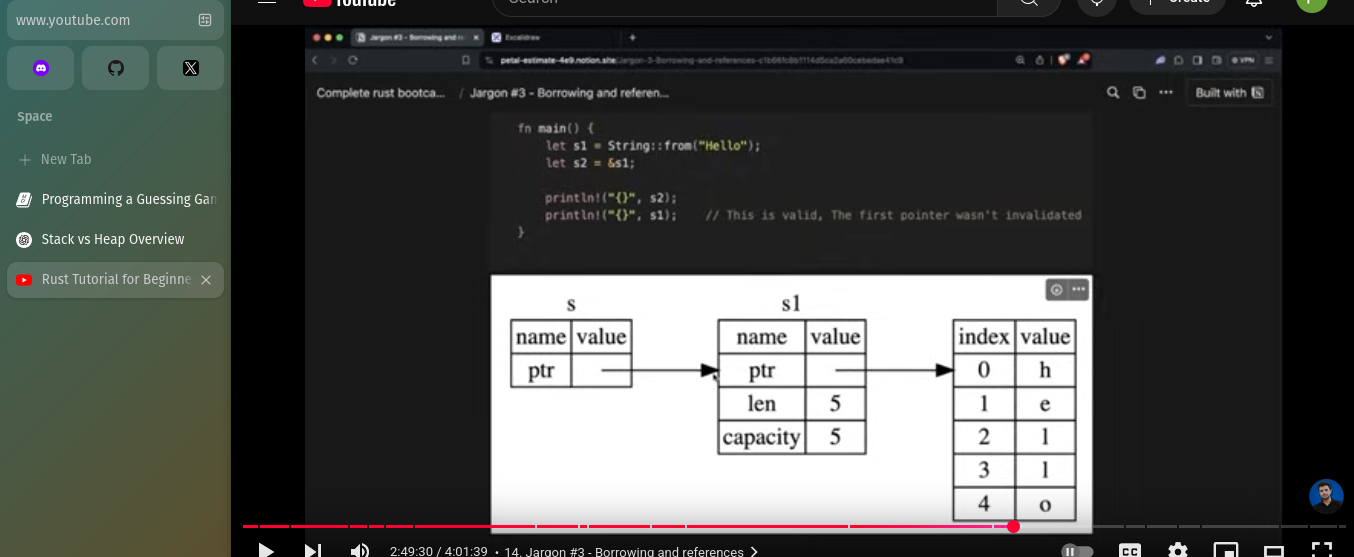 www.youtube.com
Space
New Tab
Programming a Guessing Gam
Stack vs Heap Overview
Rust Tutorial for Beginne
YouTube
Search
Create
Jargon #3 - Borrowing and re
Excalidraw
petal-estimate-4e9.notion.site/Jargon-3-Borrowing-and-references-
VPN
Complete rust bootca... / Jargon #3 - Borrowing and referen...
Built with
fn main() {
let s1 = String::from("Hello");
let s2 = &s1;
println!("{}", s2);
println!("{}", s1); // This is valid, The first pointer wasn't invalidated
}
s
name value
ptr
s1
name value
ptr
len 5
capacity 5
index value
0 h
1 e
2 l
3 l
4 o
2:49:30 / 4:01:39 • 14. Jargon #3 - Borrowing and references
CC